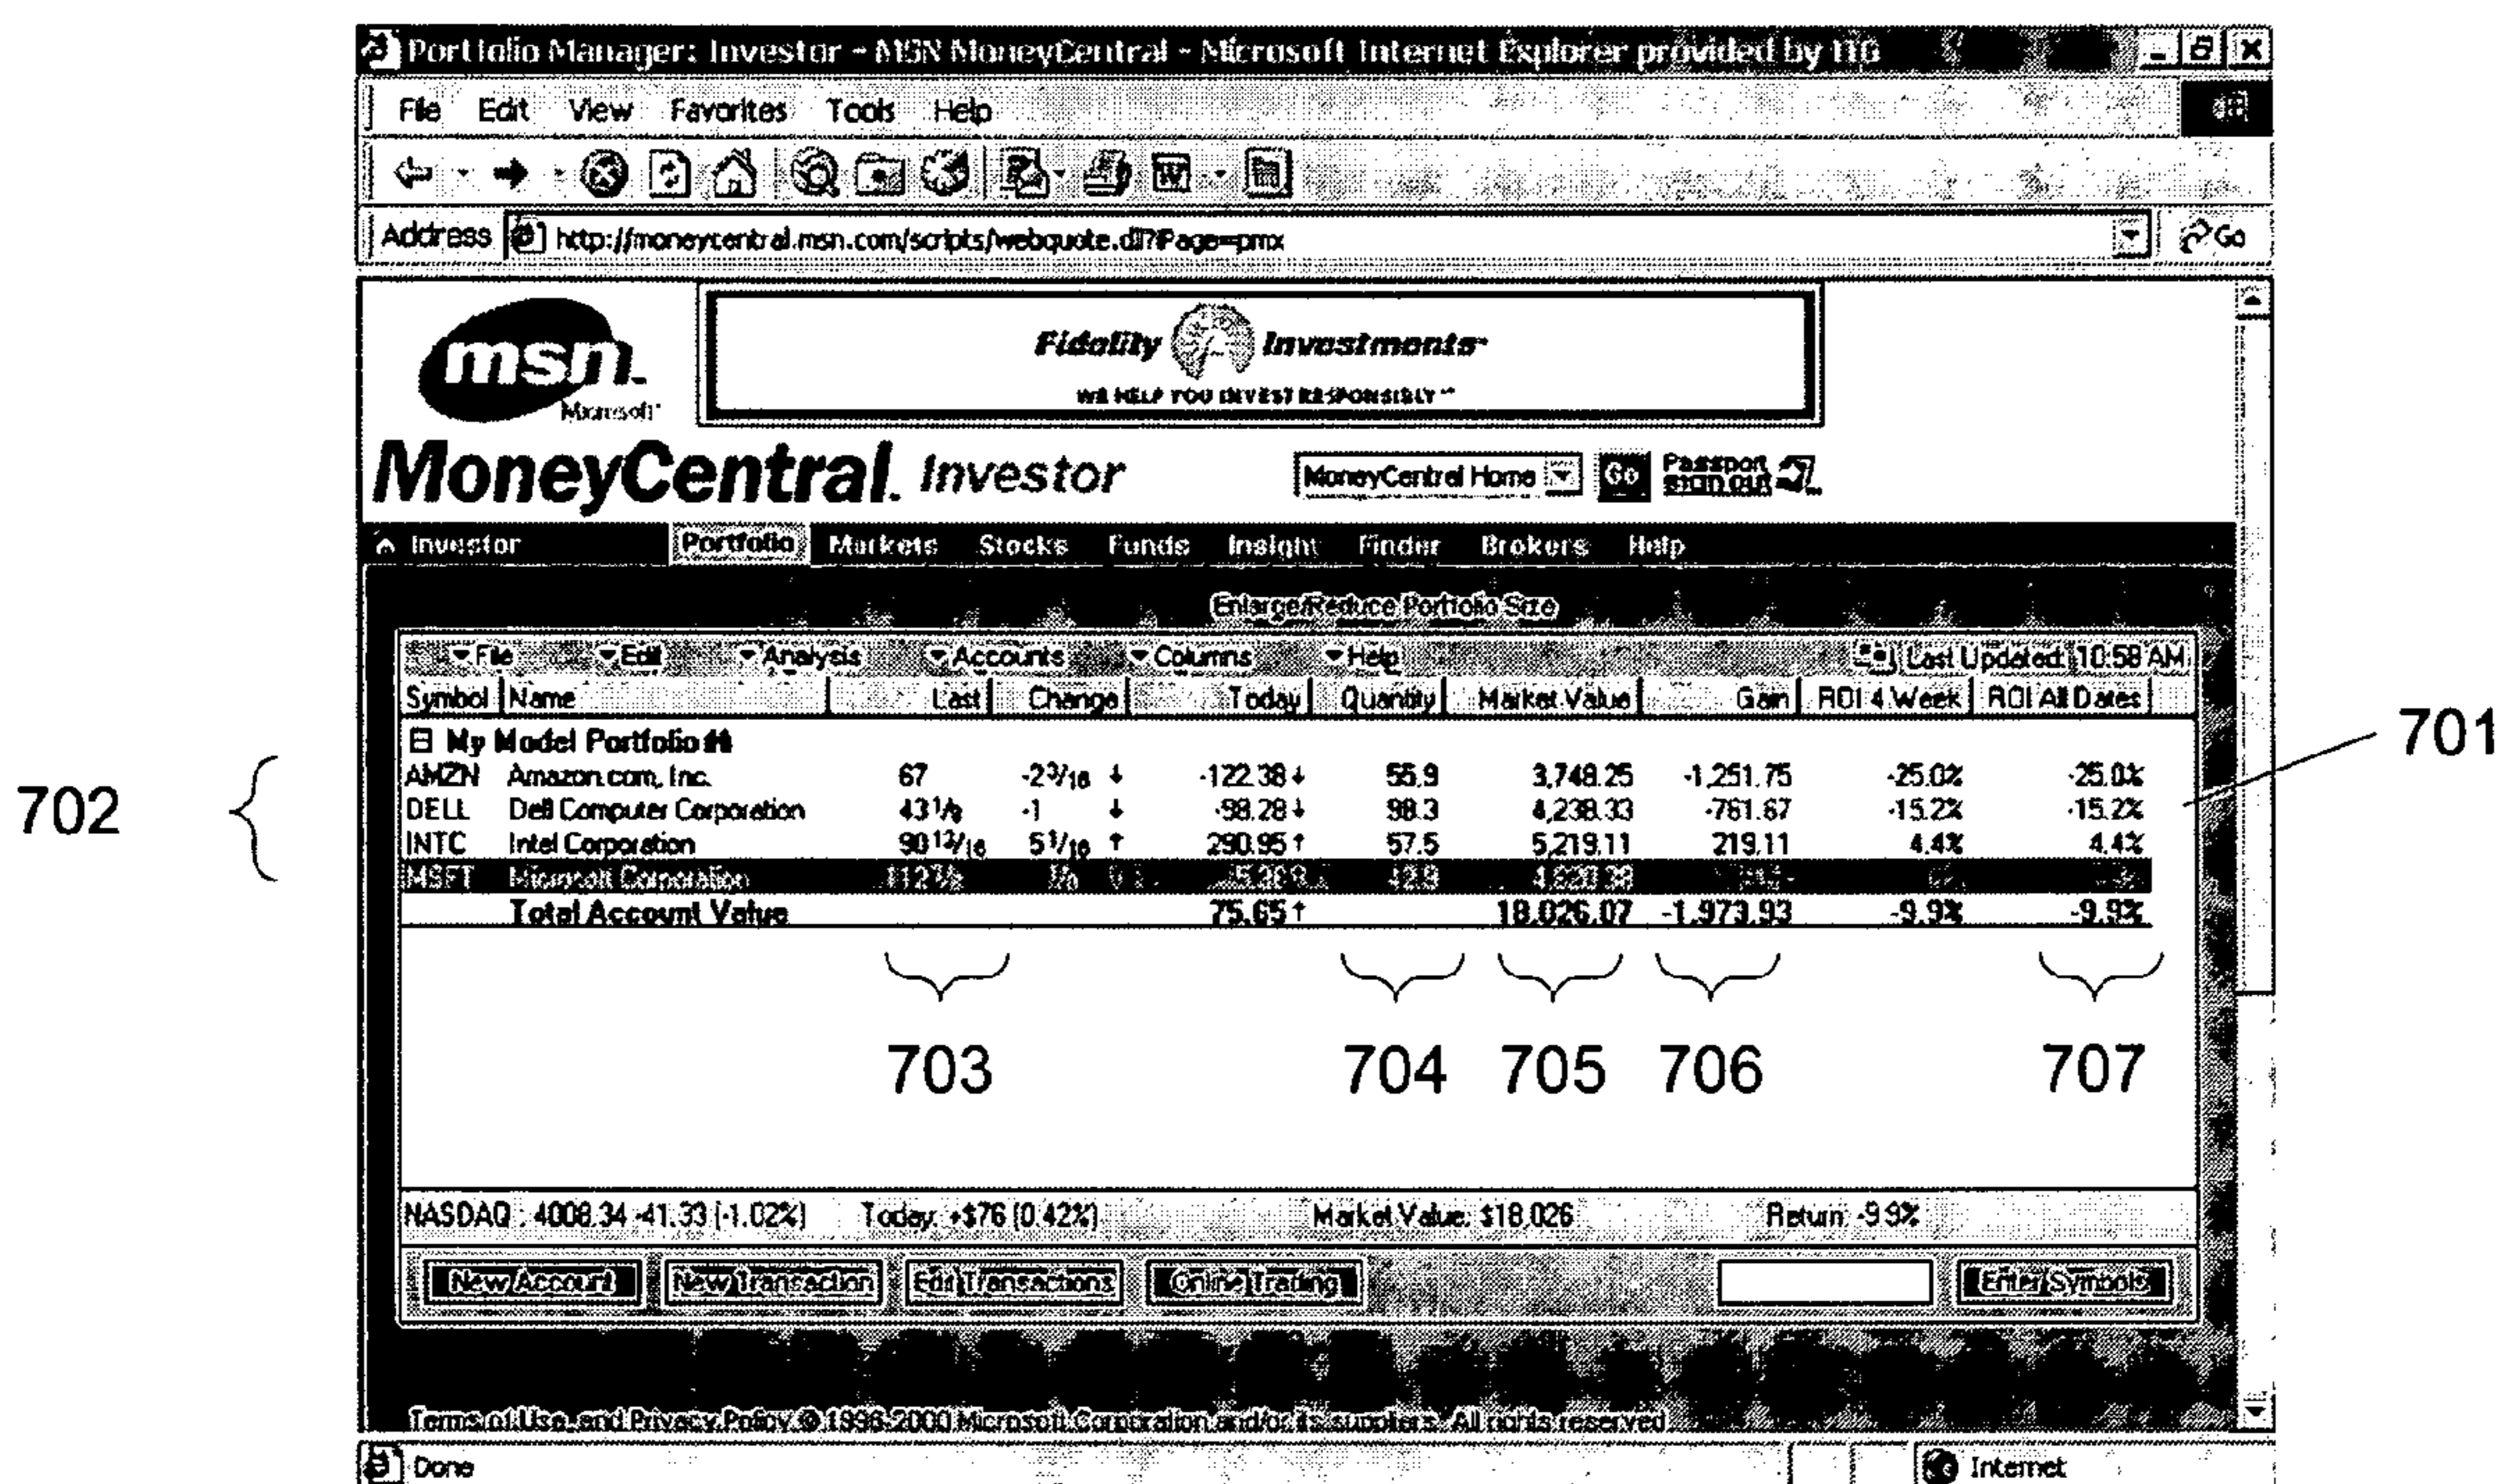 Portfolio Manager: Investor - MSN MoneyCentral - Microsoft Internet Explorer provided by ITG
File Edit View Favorites Tools Help
Address http://moneycentral.msn.com/scripts/webquote.dll?iPage=pmx Go
msn.
Microsoft
Fidelity Investments
WE HELP YOU INVEST RESPONSIBLY
MoneyCentral. Investor
MoneyCentral Home Go Passport sign out
Investor Portfolio Markets Stocks Funds Insight Finder Brokers Help
Enlarge/Reduce Portfolio Size
File Edit Analysis Accounts Columns Help Last Updated: 10:58 AM
Symbol Name Last Change Today Quantity Market Value Gain ROI 4 Week ROI All Dates
701
My Model Portfolio
702
AMZN Amazon.com, Inc. 67 -2 3/16 ↓ -122.38 ↓ 55.9 3,748.25 -1,251.75 -25.0% -25.0%
DELL Dell Computer Corporation 43 1/8 -1 ↓ -98.28 ↓ 98.3 4,238.33 -761.67 -15.2% -15.2%
INTC Intel Corporation 90 13/16 5 1/16 ↑ 290.95 ↑ 57.5 5,219.11 219.11 4.4% 4.4%
MSFT Microsoft Corporation
Total Account Value 75.65 ↑ 18,026.07 -1,973.93 -9.9% -9.9%
703 704 705 706 707
NASDAQ : 4008.34 -41.33 (-1.02%) Today: +$76 (0.42%) Market Value: $18,026 Return: -9.9%
New Account New Transaction Edit Transactions Online Trading Enter Symbols
Terms of Use, and Privacy Policy © 1996-2000 Microsoft Corporation and/or its suppliers. All rights reserved.
Done Internet